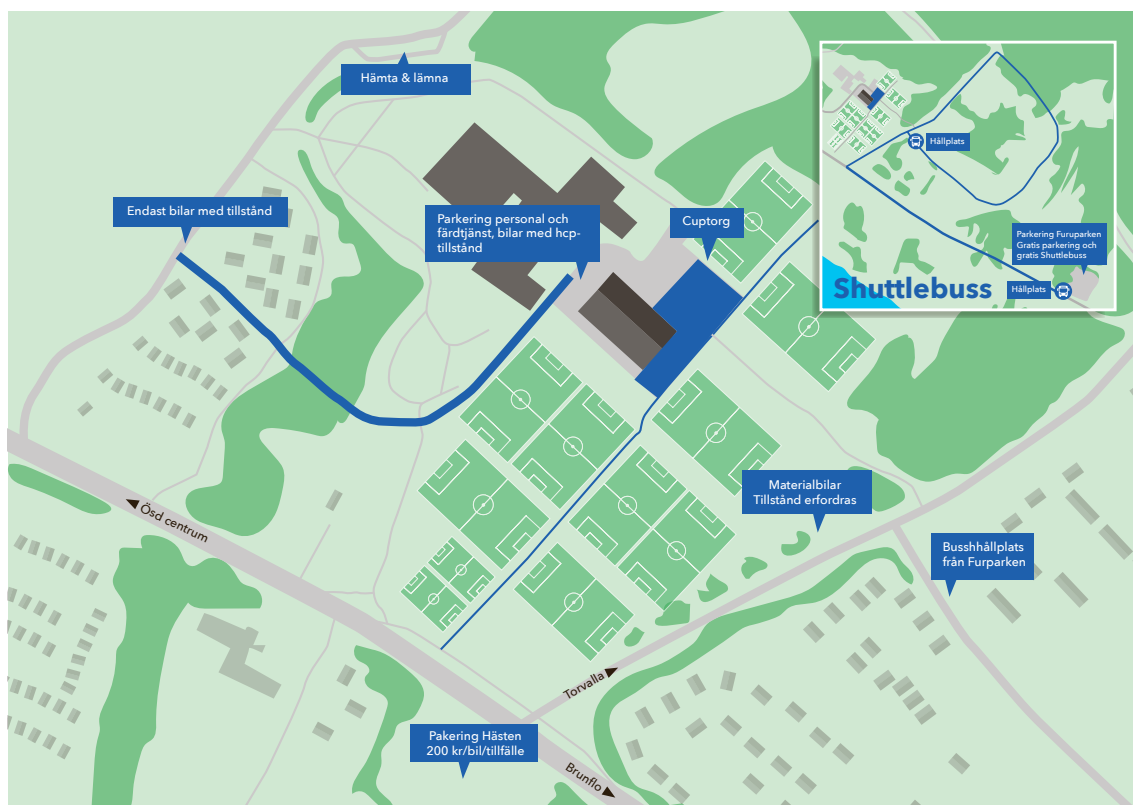 Hämta & lämna
Endast bilar med tillstånd
Parkering personal och
färdtjänst, bilar med hcp-
tillstånd
Cuptorg
Hållplats
Parkering Furuparken
Gratis parkering och
gratis Shuttlebuss
Shuttlebuss
Hållplats
Materialbilar
Tillstånd erfordras
Ösd centrum
Busshhållplats
från Furparken
Torvalla
Pakering Hästen
200 kr/bil/tillfälle
Brunflo